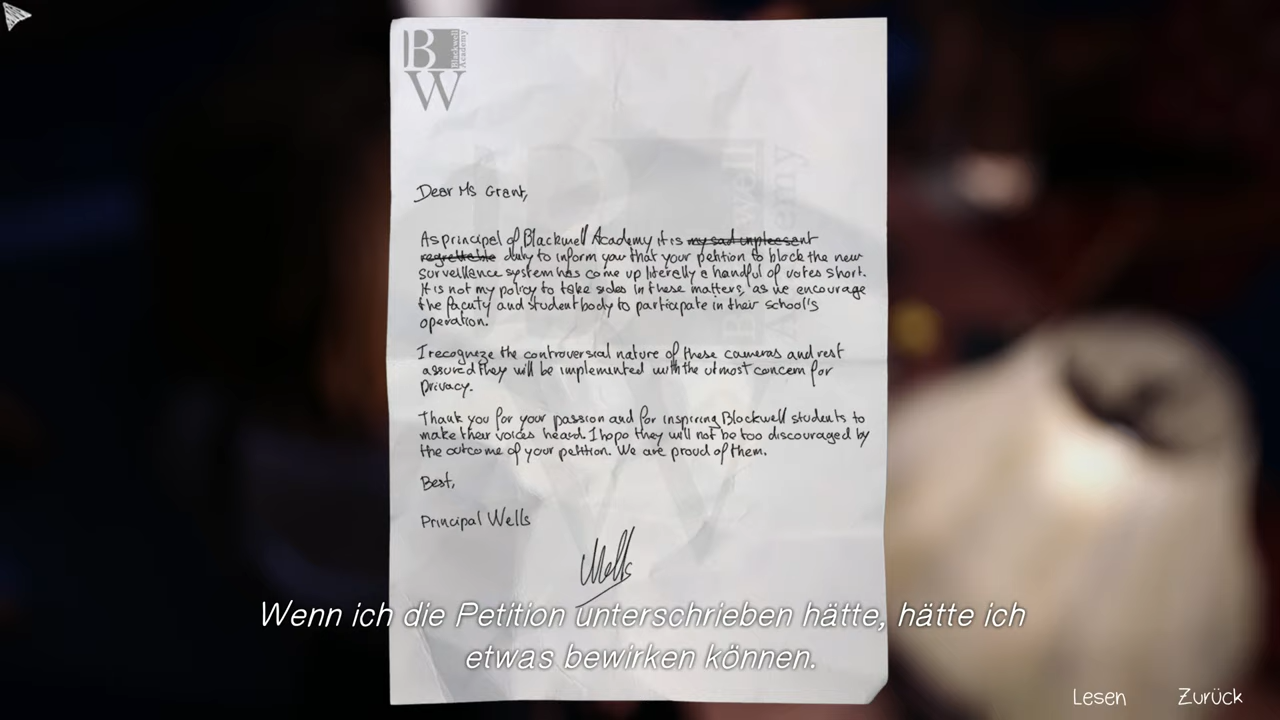 B
Blackwell
Academy
W
Dear Ms Grant,
As principal of Blackwell Academy it is my sad unpleasent
regrettable duty to inform you that your petition to block the new
surveillance system has come up literally a handful of votes short.
It is not my policy to take sides in these matters, as we encourage
the faculty and student body to participate in their school's
operation.
I recogneze the controversial nature of these cameras and rest
assured they will be implemented with the utmost concern for
privacy.
Thank you for your passion and for inspiring Blackwell students to
make their voices heard. I hope they will not be too discouraged by
the outcome of your petition. We are proud of them.
Best,
Principal Wells
Wells
Wenn ich die Petition unterschrieben hätte, hätte ich
etwas bewirken können.
Lesen Zurück